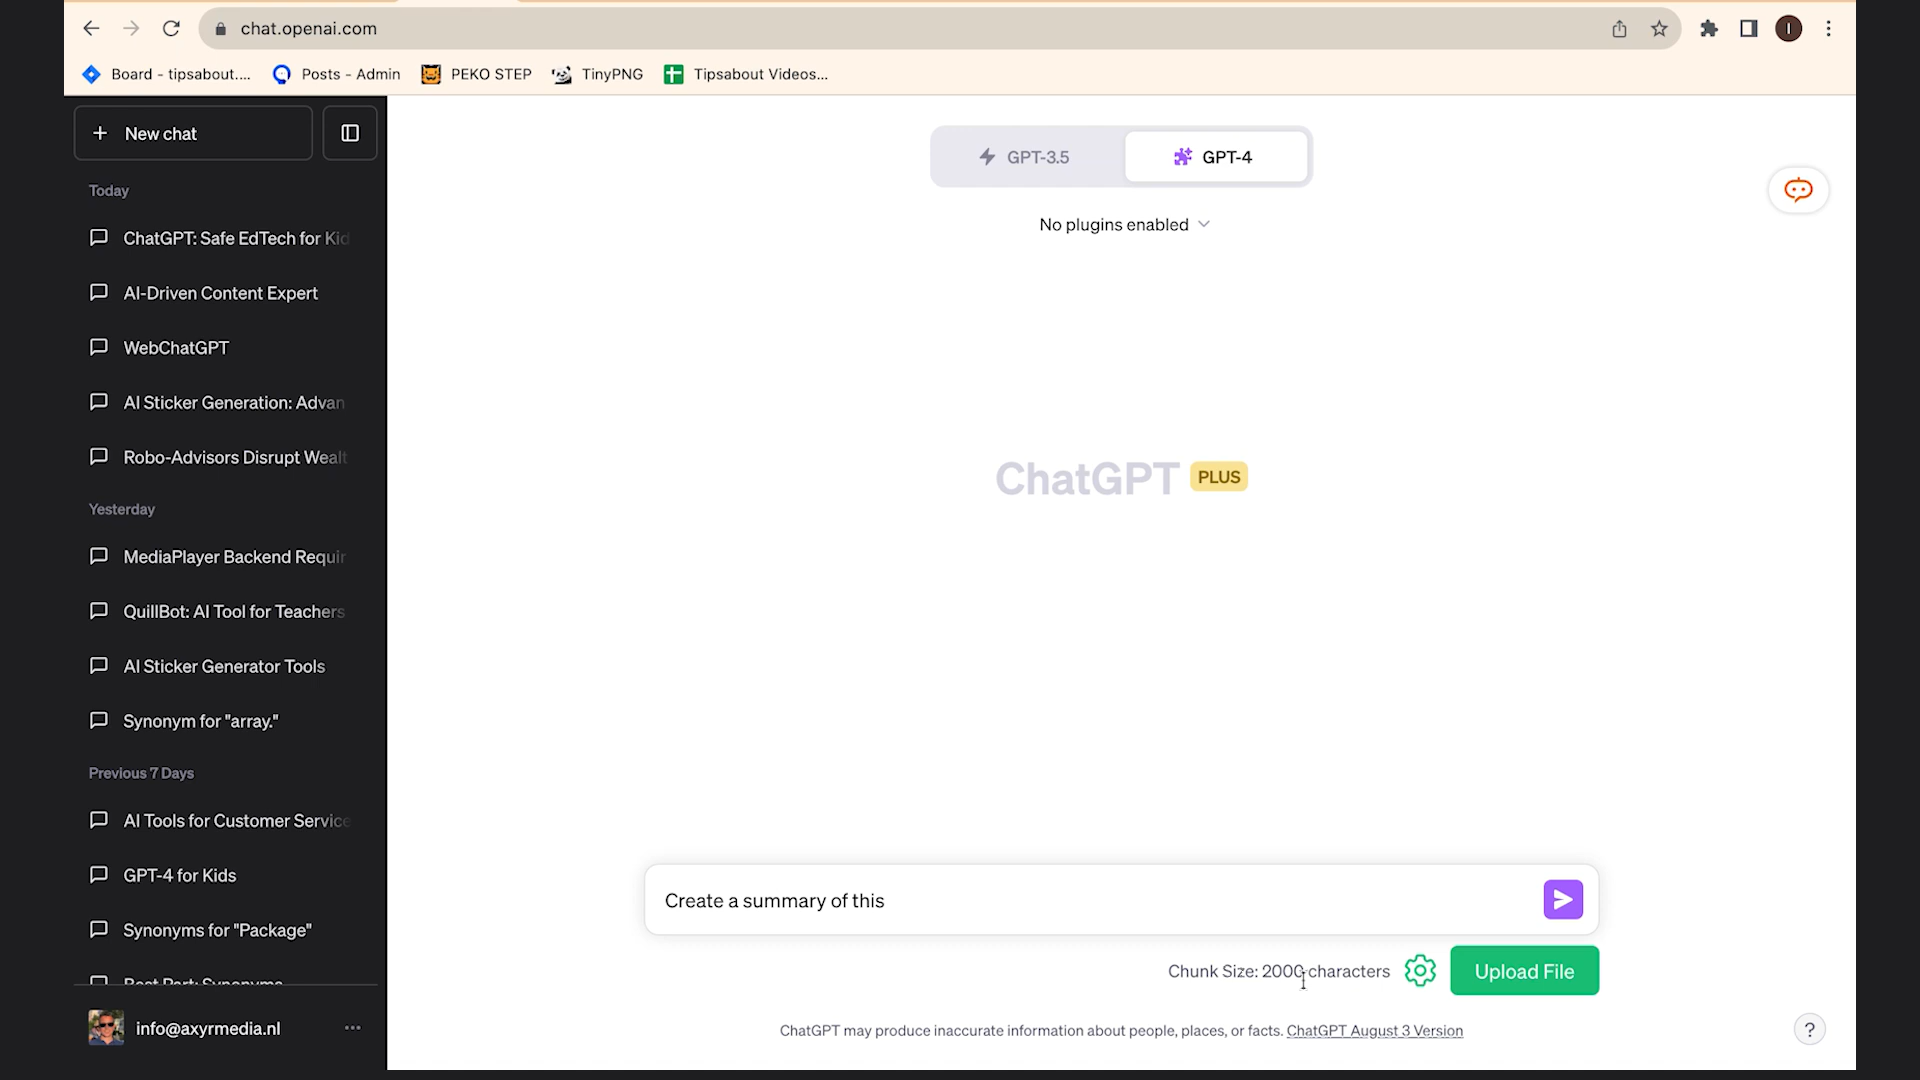 chat.openai.com
I
Board - tipsabout....
Posts - Admin
PEKO STEP
TinyPNG
Tipsabout Videos...
New chat
Today
ChatGPT: Safe EdTech for Kid
AI-Driven Content Expert
WebChatGPT
AI Sticker Generation: Advan
Robo-Advisors Disrupt Wealt
Yesterday
MediaPlayer Backend Requir
QuillBot: AI Tool for Teachers
AI Sticker Generator Tools
Synonym for "array."
Previous 7 Days
AI Tools for Customer Service
GPT-4 for Kids
Synonyms for "Package"
Best Part: Synonyms
info@axyrmedia.nl
GPT-3.5
GPT-4
No plugins enabled
ChatGPT PLUS
Create a summary of this
Chunk Size: 2000 characters
Upload File
ChatGPT may produce inaccurate information about people, places, or facts. ChatGPT August 3 Version
?